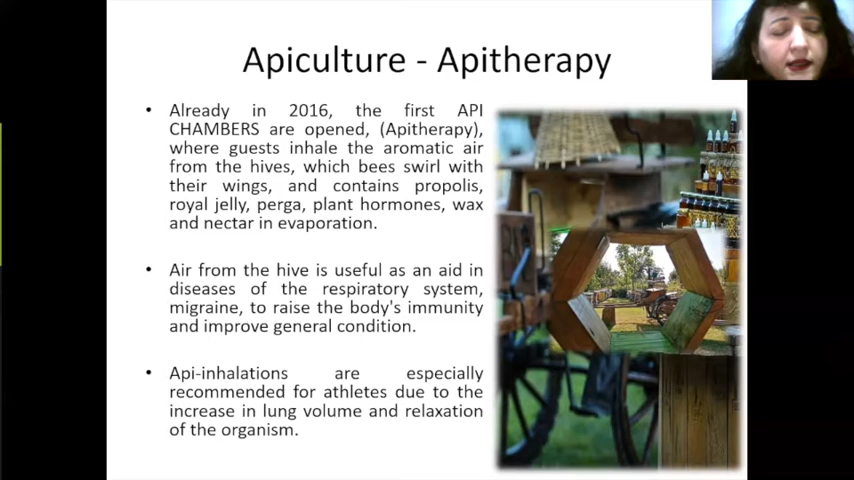 Apiculture - Apitherapy
• Already in 2016, the first API
CHAMBERS are opened, (Apitherapy),
where guests inhale the aromatic air
from the hives, which bees swirl with
their wings, and contains propolis,
royal jelly, perga, plant hormones, wax
and nectar in evaporation.
• Air from the hive is useful as an aid in
diseases of the respiratory system,
migraine, to raise the body's immunity
and improve general condition.
• Api-inhalations are especially
recommended for athletes due to the
increase in lung volume and relaxation
of the organism.